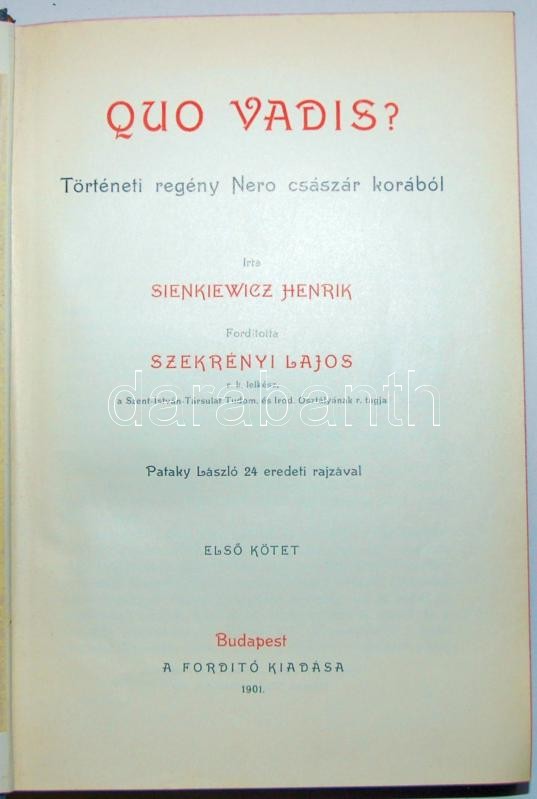 QUO VADIS?
Történeti regény Nero császár korából
Irta
SIENKIEWICZ HENRIK
Fordította
SZEKRÉNYI LAJOS
r. k. lelkész,
a Szent-István-Társulat Tudom. és Irod. Osztályának r. tagja
darabanth
Pataky László 24 eredeti rajzával
ELSŐ KÖTET
Budapest
A FORDITÓ KIADÁSA
1901.